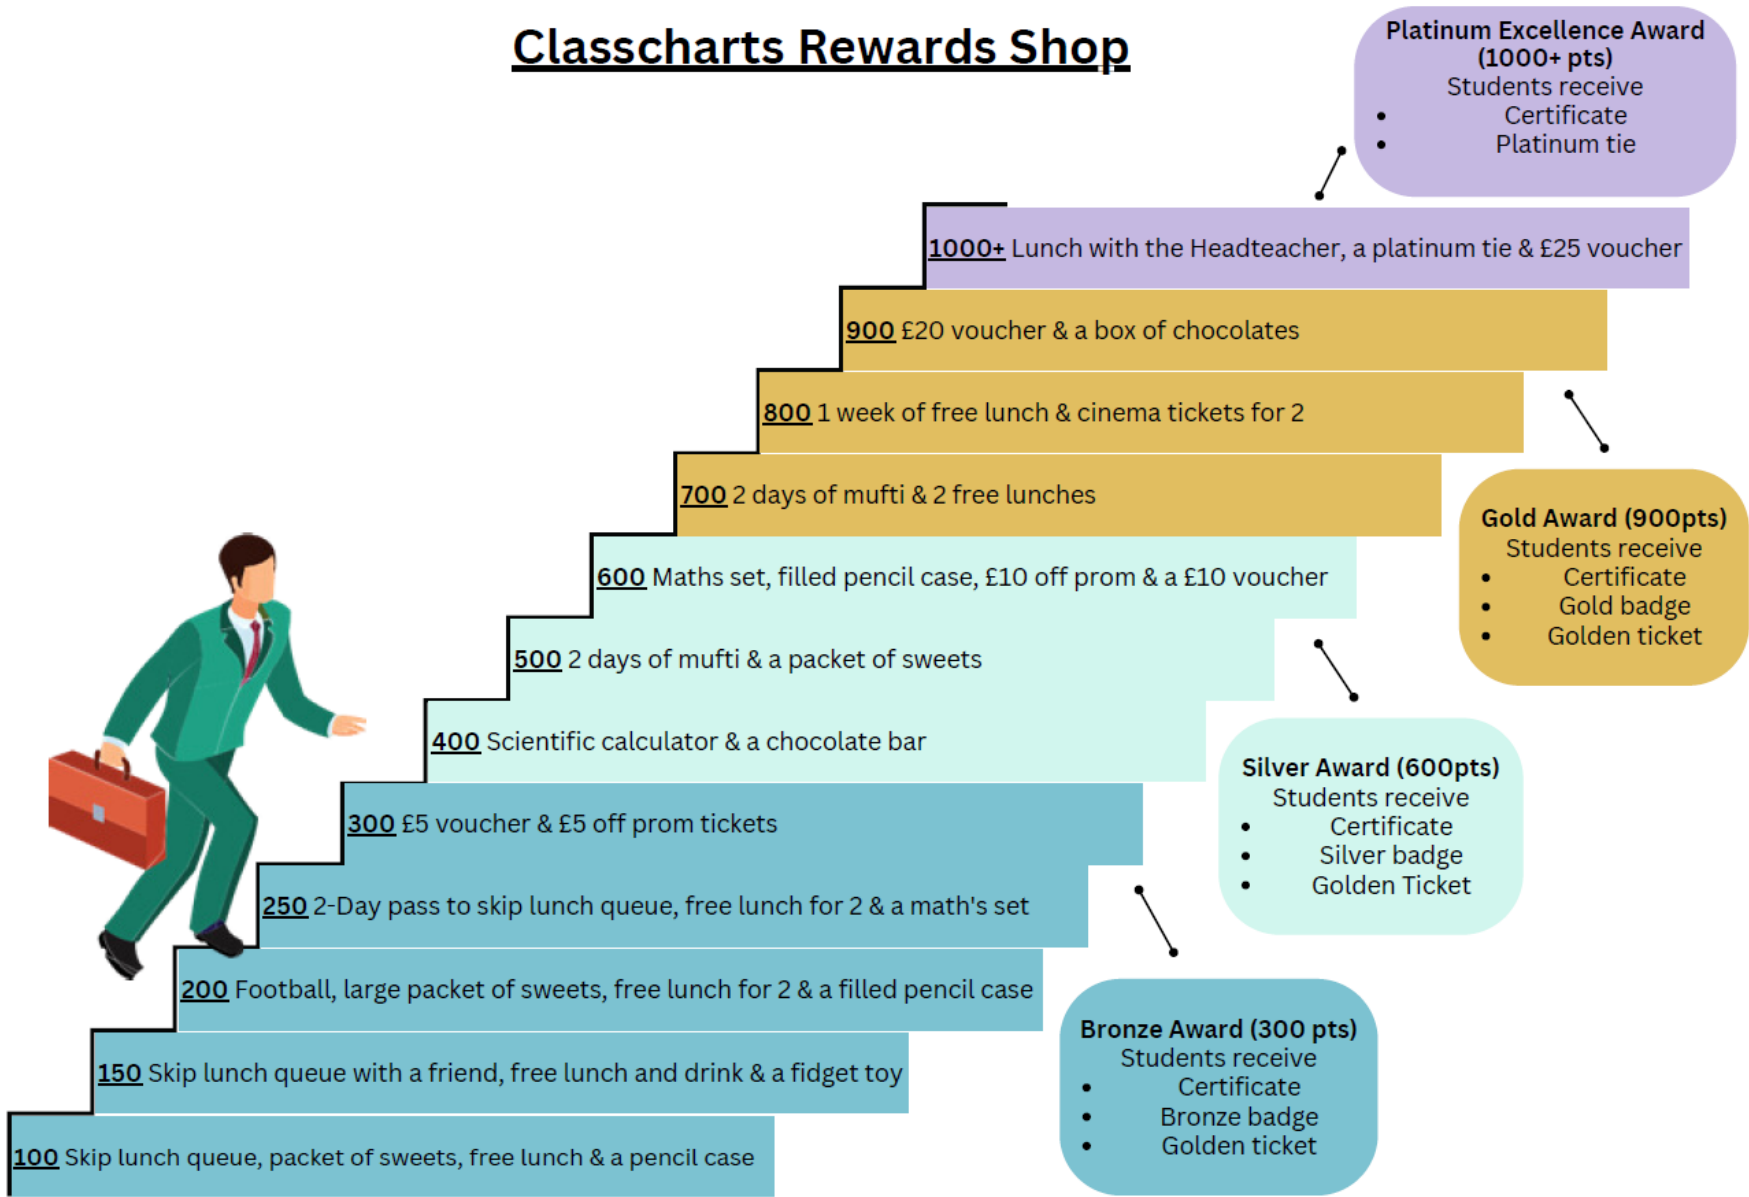 Classcharts Rewards Shop
Platinum Excellence Award
(1000+ pts)
Students receive
• Certificate
• Platinum tie
1000+ Lunch with the Headteacher, a platinum tie & £25 voucher
900 £20 voucher & a box of chocolates
800 1 week of free lunch & cinema tickets for 2
700 2 days of mufti & 2 free lunches
Gold Award (900pts)
Students receive
• Certificate
• Gold badge
• Golden ticket
600 Maths set, filled pencil case, £10 off prom & a £10 voucher
500 2 days of mufti & a packet of sweets
400 Scientific calculator & a chocolate bar
Silver Award (600pts)
Students receive
• Certificate
• Silver badge
• Golden Ticket
300 £5 voucher & £5 off prom tickets
250 2-Day pass to skip lunch queue, free lunch for 2 & a math's set
200 Football, large packet of sweets, free lunch for 2 & a filled pencil case
150 Skip lunch queue with a friend, free lunch and drink & a fidget toy
100 Skip lunch queue, packet of sweets, free lunch & a pencil case
Bronze Award (300 pts)
Students receive
• Certificate
• Bronze badge
• Golden ticket